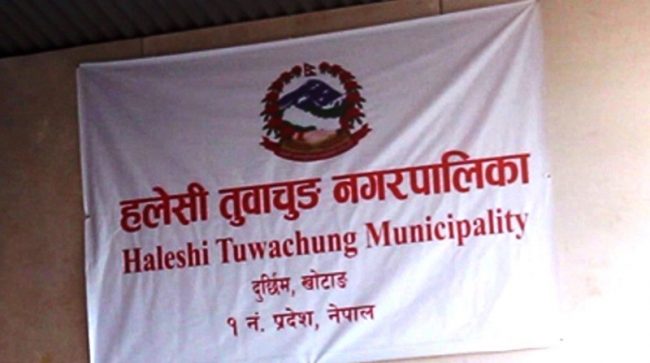 हलेसी तुवाचुङ नगरपालिका
Haleshi Tuwachung Municipality
दुर्छिम, खोटाङ
१ नं. प्रदेश, नेपाल